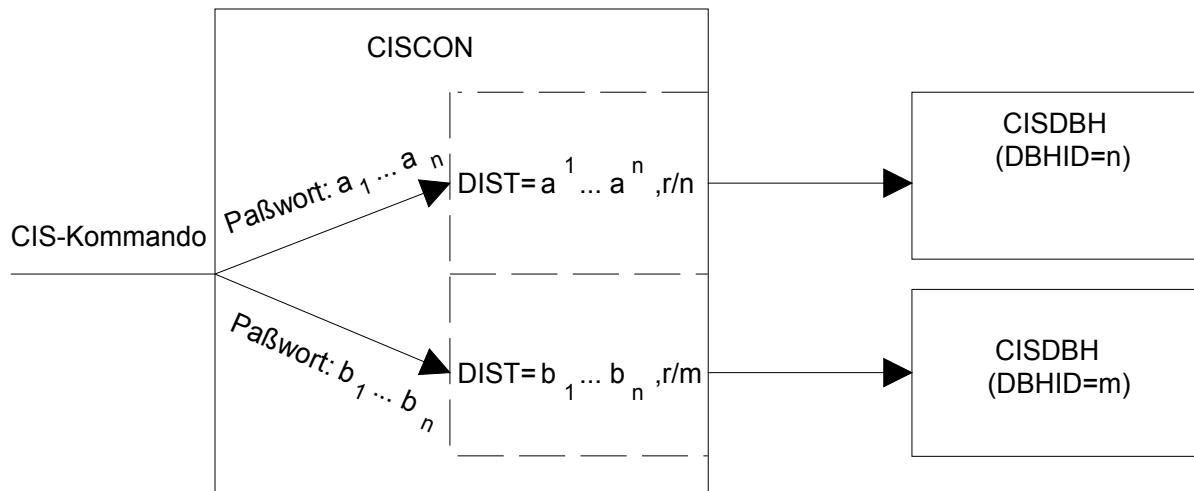 CISCON
CIS-Kommando
Paßwort: a 1 ... a n
DIST= a 1 ... a n ,r/n
CISDBH
(DBHID=n)
Paßwort: b 1 ... b n
DIST= b 1 ... b n ,r/m
CISDBH
(DBHID=m)